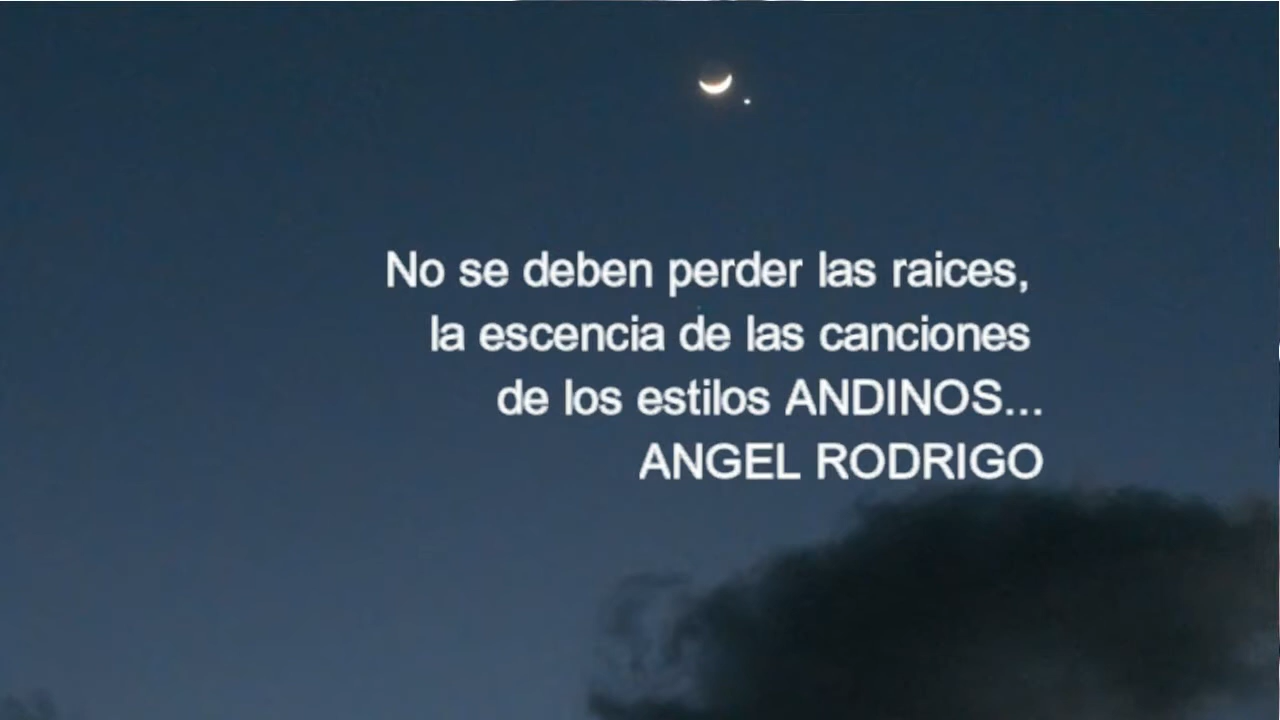 No se deben perder las raices,
la escencia de las canciones
de los estilos ANDINOS...
ANGEL RODRIGO